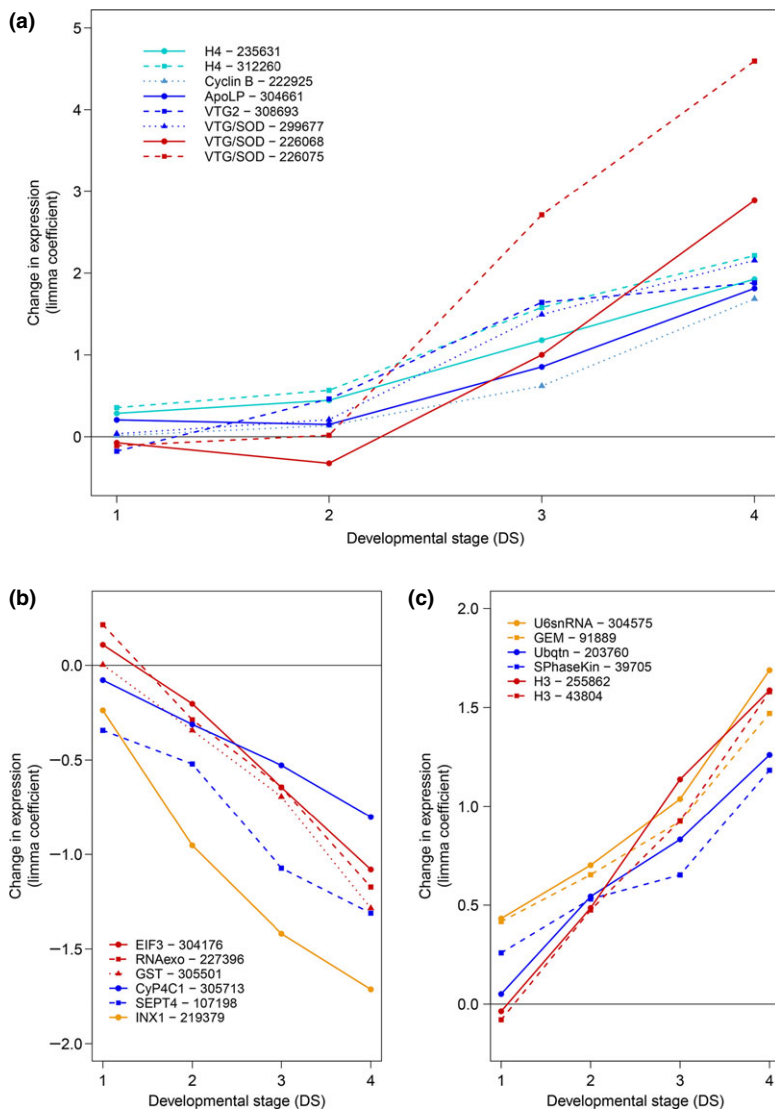 (a)
5
4
3
2
1
0
Change in expression
(limma coefficient)
H4 − 235631
H4 − 312260
Cyclin B − 222925
ApoLP − 304661
VTG2 − 308693
VTG/SOD − 299677
VTG/SOD − 226068
VTG/SOD − 226075
1 2 3 4
Developmental stage (DS)
(b)
0.0
−0.5
−1.0
−1.5
−2.0
Change in expression
(limma coefficient)
EIF3 − 304176
RNAexo − 227396
GST − 305501
CyP4C1 − 305713
SEPT4 − 107198
INX1 − 219379
1 2 3 4
Developmental stage (DS)
(c)
2.0
1.5
1.0
0.5
0.0
Change in expression
(limma coefficient)
U6snRNA − 304575
GEM − 91889
Ubqtn − 203760
SPhaseKin − 39705
H3 − 255862
H3 − 43804
1 2 3 4
Developmental stage (DS)